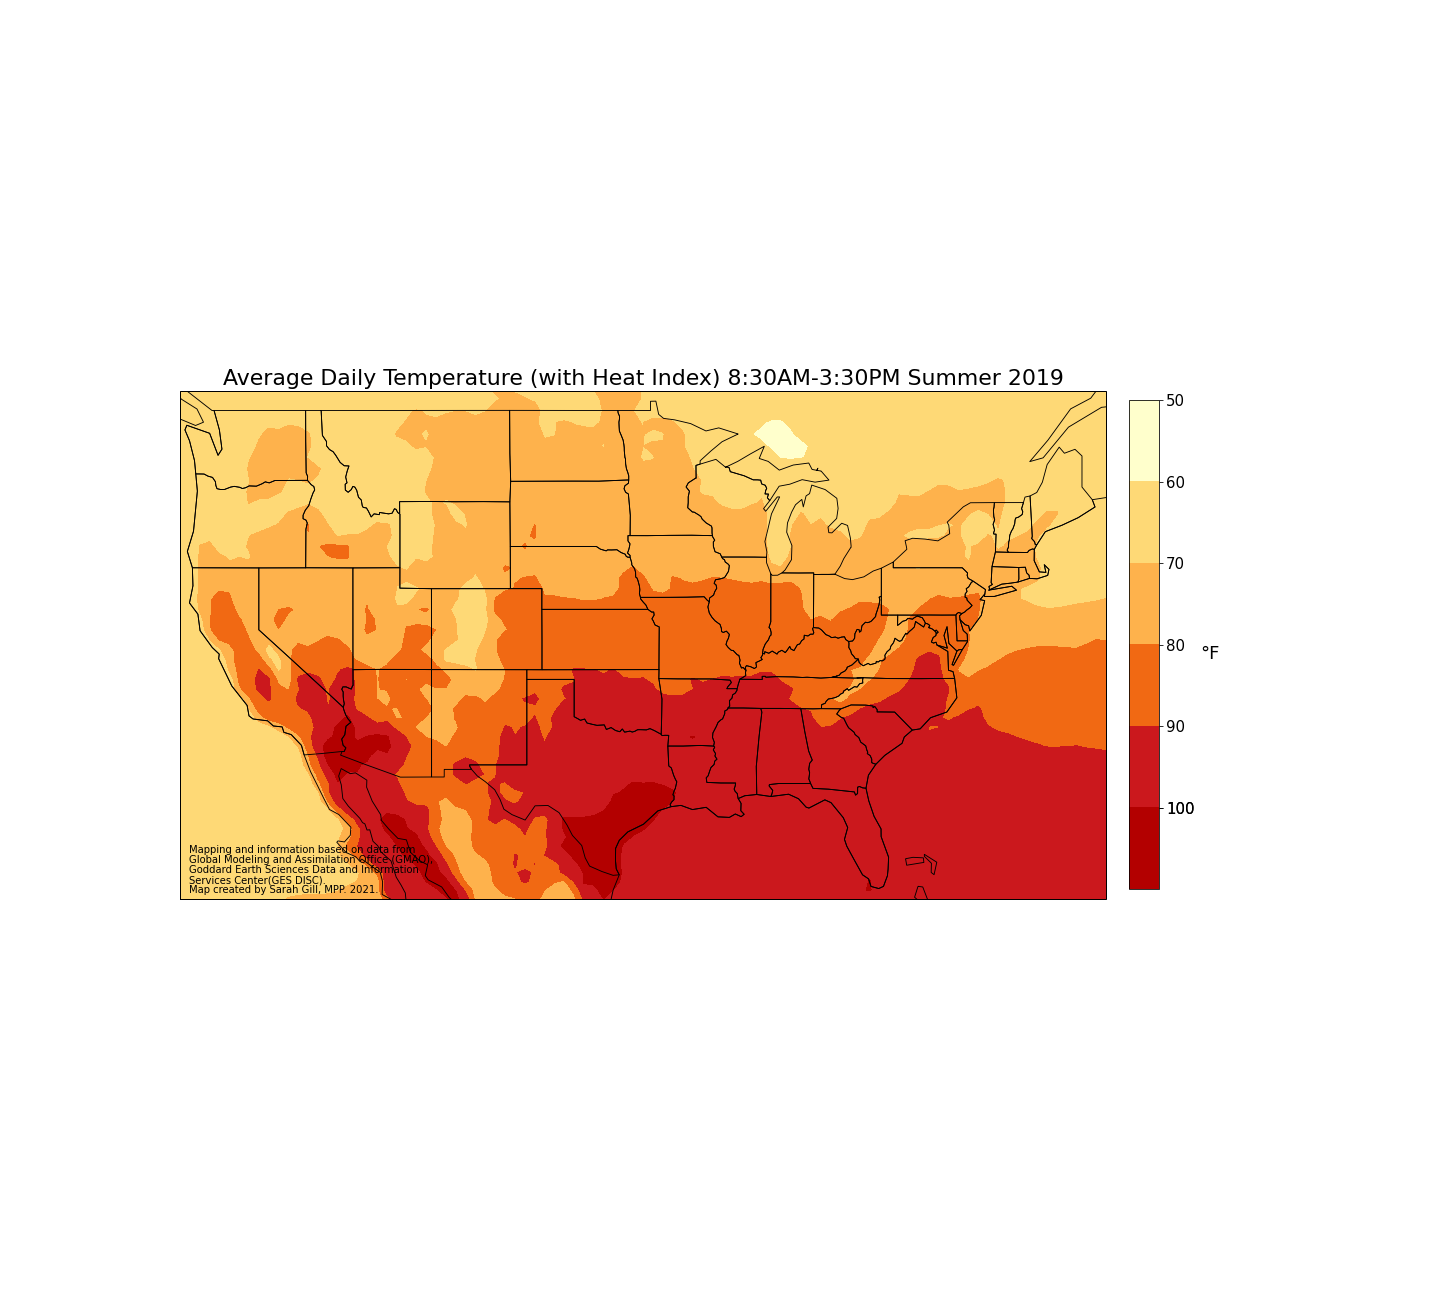 Average Daily Temperature (with Heat Index) 8:30AM-3:30PM Summer 2019
50
60
70
80
°F
90
100
Mapping and information based on data from
Global Modeling and Assimilation Office (GMAO)
Goddard Earth Sciences Data and Information
Services Center(GES DISC).
Map created by Sarah Gill, MPP. 2021.